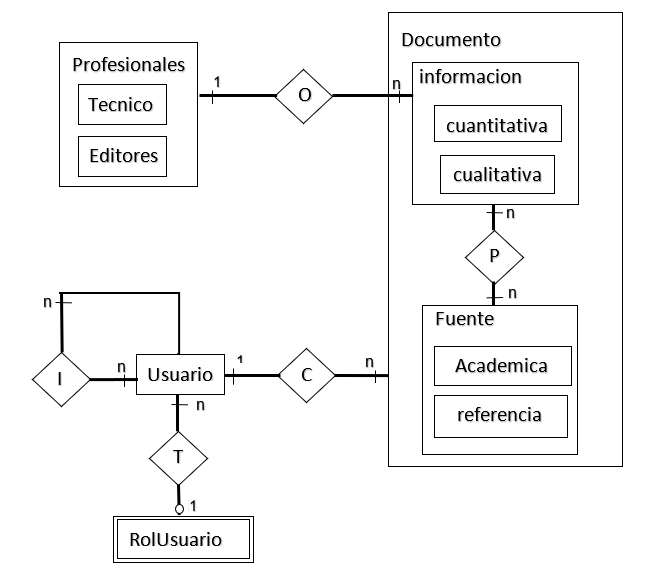 Documento
Profesionales
informacion
1
O
n
Tecnico
cuantitativa
Editores
cualitativa
n
P
n
n
Fuente
n
Usuario
1
C
n
Academica
I
n
referencia
T
1
RolUsuario